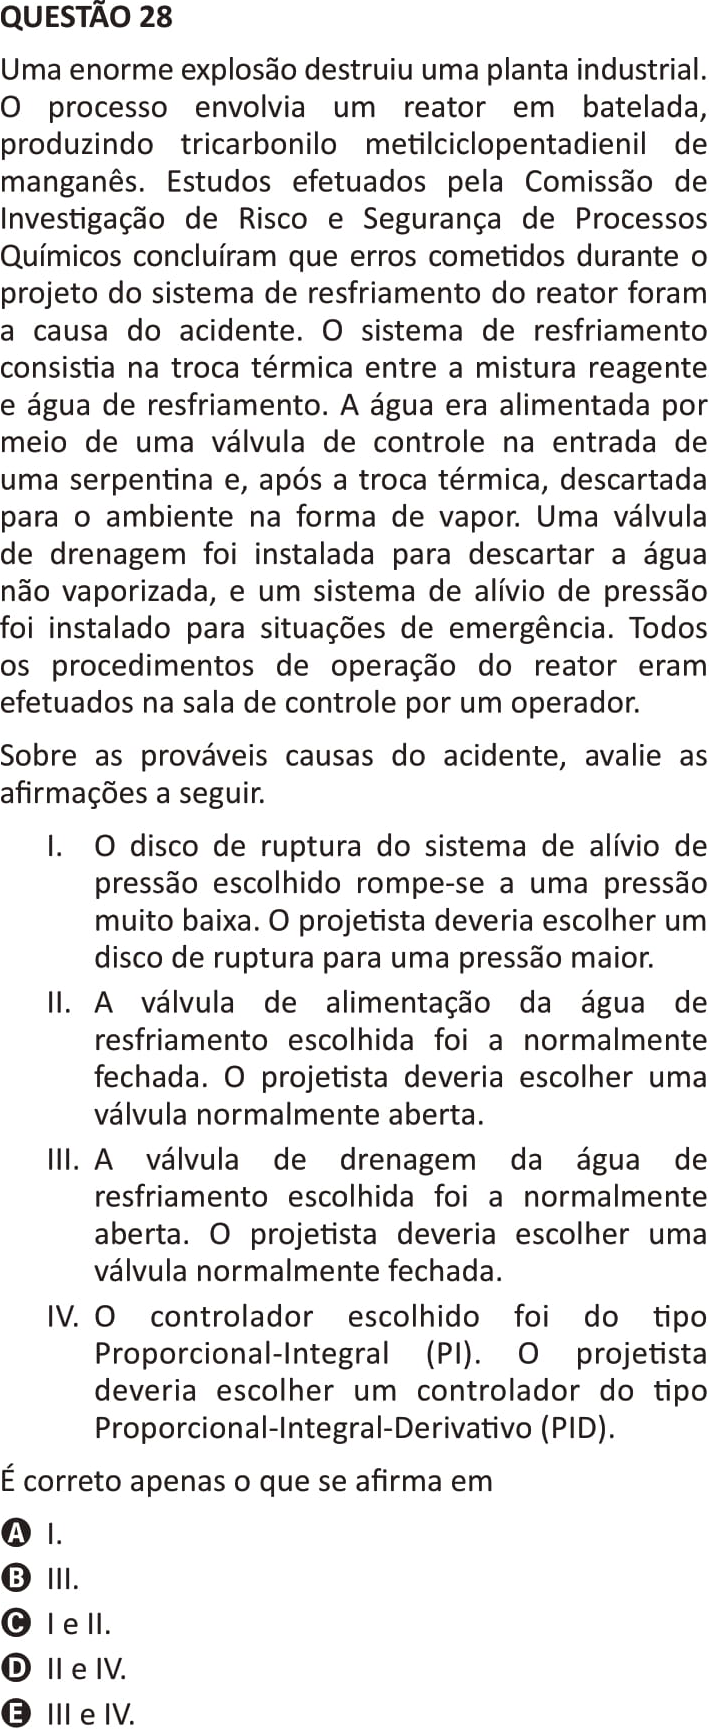 QUESTÃO 28
Uma enorme explosão destruiu uma planta industrial.
O processo envolvia um reator em batelada,
produzindo tricarbonilo metilciclopentadienil de
manganês. Estudos efetuados pela Comissão de
Investigação de Risco e Segurança de Processos
Químicos concluíram que erros cometidos durante o
projeto do sistema de resfriamento do reator foram
a causa do acidente. O sistema de resfriamento
consistia na troca térmica entre a mistura reagente
e água de resfriamento. A água era alimentada por
meio de uma válvula de controle na entrada de
uma serpentina e, após a troca térmica, descartada
para o ambiente na forma de vapor. Uma válvula
de drenagem foi instalada para descartar a água
não vaporizada, e um sistema de alívio de pressão
foi instalado para situações de emergência. Todos
os procedimentos de operação do reator eram
efetuados na sala de controle por um operador.
Sobre as prováveis causas do acidente, avalie as
afirmações a seguir.
I. O disco de ruptura do sistema de alívio de
pressão escolhido rompe-se a uma pressão
muito baixa. O projetista deveria escolher um
disco de ruptura para uma pressão maior.
II. A válvula de alimentação da água de
resfriamento escolhida foi a normalmente
fechada. O projetista deveria escolher uma
válvula normalmente aberta.
III. A válvula de drenagem da água de
resfriamento escolhida foi a normalmente
aberta. O projetista deveria escolher uma
válvula normalmente fechada.
IV. O controlador escolhido foi do tipo
Proporcional-Integral (PI). O projetista
deveria escolher um controlador do tipo
Proporcional-Integral-Derivativo (PID).
É correto apenas o que se afirma em
A I.
B III.
C I e II.
D II e IV.
E III e IV.